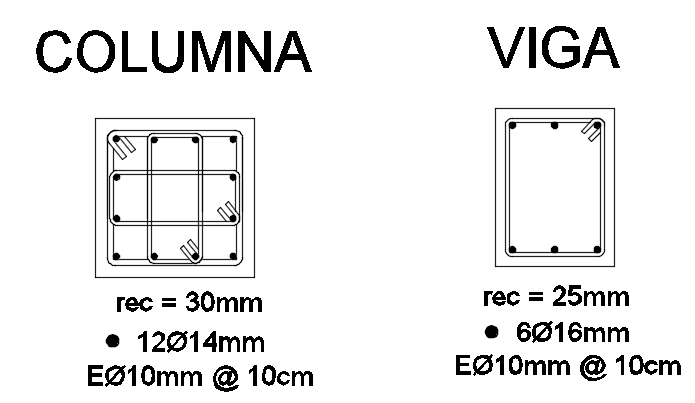 COLUMNA
rec = 30mm
● 12Ø14mm
EØ10mm @ 10cm
VIGA
rec = 25mm
● 6Ø16mm
EØ10mm @ 10cm